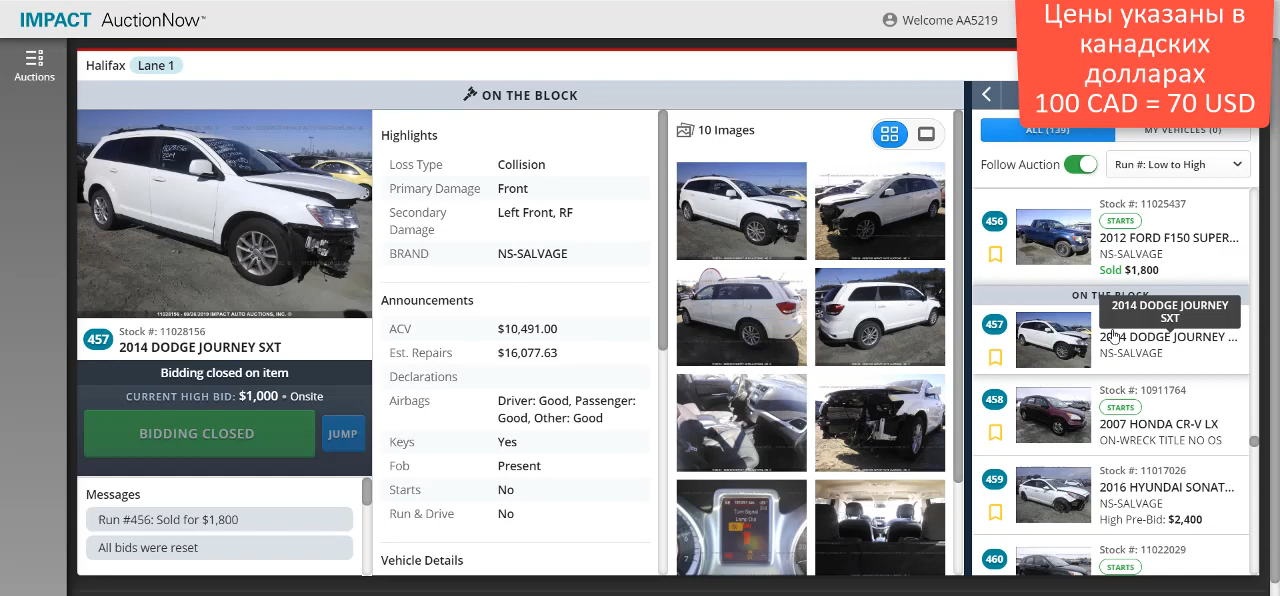 IMPACT AuctionNow™
Welcome AA5219
Цены указаны в
канадских
долларах
100 CAD = 70 USD
Auctions
Halifax Lane 1
ON THE BLOCK
457
Stock #: 11028156
2014 DODGE JOURNEY SXT
Bidding closed on item
CURRENT HIGH BID: $1,000 • Onsite
BIDDING CLOSED
JUMP
Messages
Run #456: Sold for $1,800
All bids were reset
Highlights
Loss Type Collision
Primary Damage Front
Secondary Damage Left Front, RF
BRAND NS-SALVAGE
Announcements
ACV $10,491.00
Est. Repairs $16,077.63
Declarations
Airbags Driver: Good, Passenger:
Good, Other: Good
Keys Yes
Fob Present
Starts No
Run & Drive No
Vehicle Details
10 Images
Turn Signal
Lamp Out
ALL (139)
MY VEHICLES (0)
Follow Auction
Run #: Low to High
456
Stock #: 11025437
STARTS
2012 FORD F150 SUPER...
NS-SALVAGE
Sold $1,800
ON THE BLOCK
2014 DODGE JOURNEY
SXT
457
2014 DODGE JOURNEY ...
NS-SALVAGE
458
Stock #: 10911764
STARTS
2007 HONDA CR-V LX
ON-WRECK TITLE NO OS
459
Stock #: 11017026
2016 HYUNDAI SONAT...
NS-SALVAGE
High Pre-Bid: $2,400
460
Stock #: 11022029
STARTS